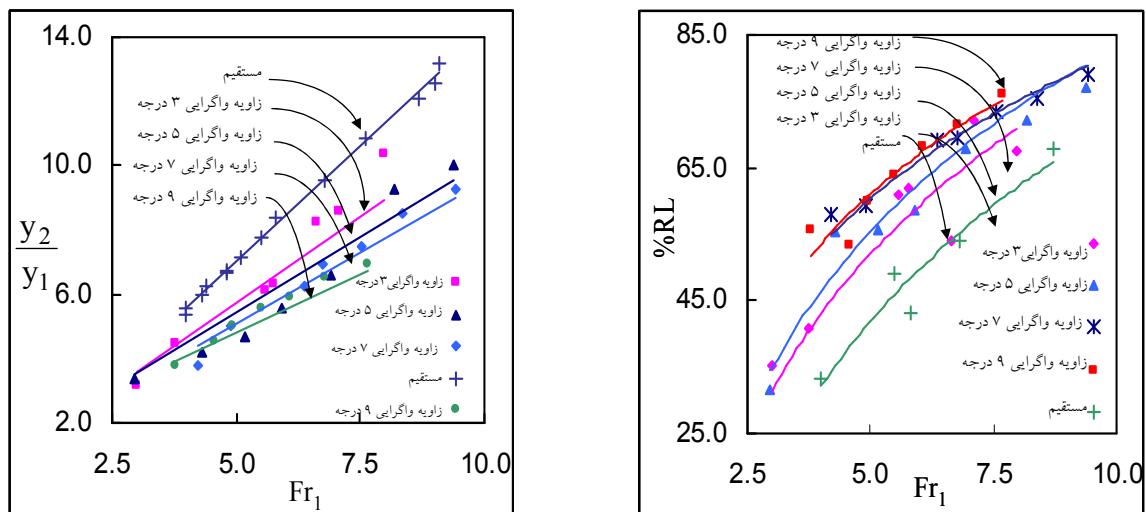 14.0
10.0
6.0
2.0
y₂
y₁
2.5 5.0 7.5 10.0
Fr₁
مستقیم
زاویه واگرایی ۳ درجه
زاویه واگرایی ۵ درجه
زاویه واگرایی ۷ درجه
زاویه واگرایی ۹ درجه
زاویه واگرایی۳درجه
زاویه واگرایی ۵ درجه
زاویه واگرایی ۷ درجه
مستقیم
زاویه واگرایی ۹ درجه
85.0
65.0
45.0
25.0
%RL
2.5 5.0 7.5 10.0
Fr₁
زاویه واگرایی ۹ درجه
زاویه واگرایی ۷ درجه
زاویه واگرایی ۵ درجه
زاویه واگرایی ۳ درجه
مستقیم
زاویه واگرایی۳درجه
زاویه واگرایی ۵ درجه
زاویه واگرایی ۷ درجه
زاویه واگرایی ۹ درجه
مستقیم